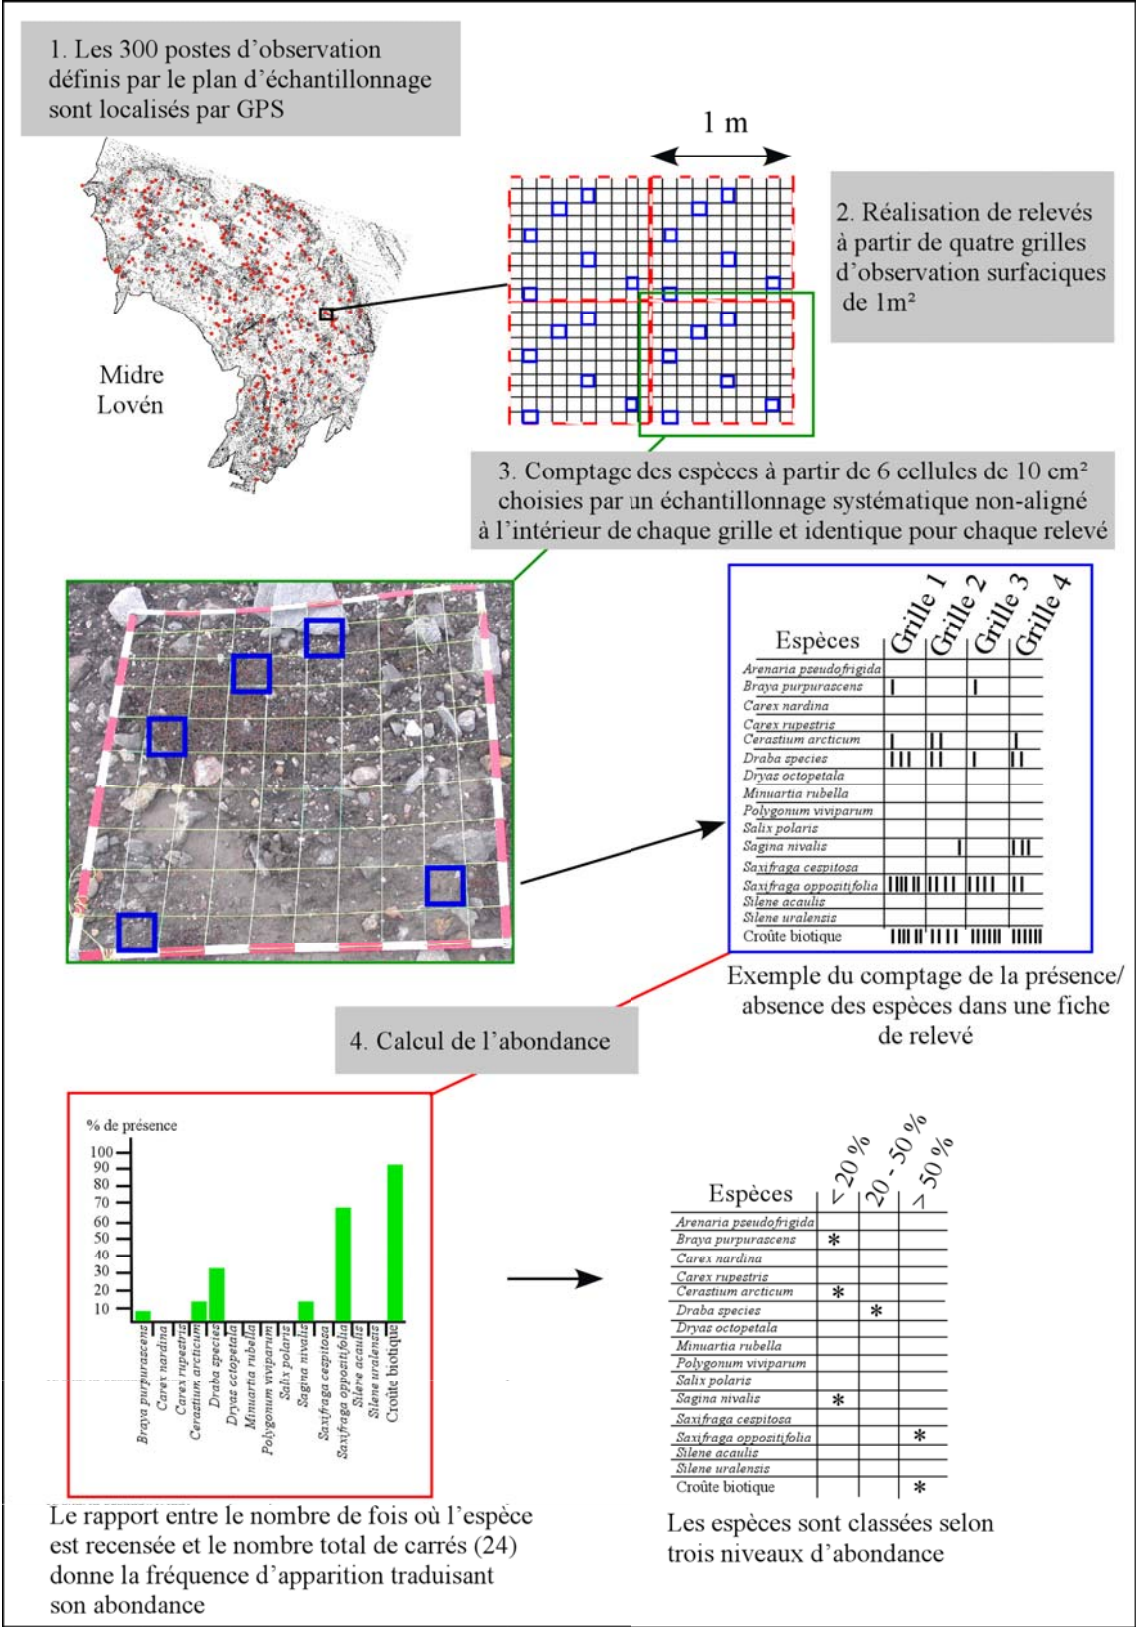 1. Les 300 postes d’observation
définis par le plan d’échantillonnage
sont localisés par GPS
1 m
2. Réalisation de relevés
à partir de quatre grilles
d’observation surfaciques
de 1m²
Midre
Lovén
3. Comptage des espèces à partir de 6 cellules de 10 cm²
choisies par un échantillonnage systématique non-aligné
à l’intérieur de chaque grille et identique pour chaque relevé
Espèces Grille 1 Grille 2 Grille 3 Grille 4
Arenaria pseudofrigida
Braya purpurascens
Carex nardina
Carex rupestris
Cerastium arcticum
Draba species
Dryas octopetala
Minuartia rubella
Polygonum viviparum
Salix polaris
Sagina nivalis
Saxifraga cespitosa
Saxifraga oppositifolia
Silene acaulis
Silene uralensis
Croûte biotique
Exemple du comptage de la présence/
absence des espèces dans une fiche
de relevé
4. Calcul de l’abondance
% de présence
100
90
80
70
60
50
40
30
20
10
Braya purpurascens
Carex nardina
Carex rupestris
Cerastium arcticum
Draba species
Dryas octopetala
Minuartia rubella
Polygonum viviparum
Salix polaris
Sagina nivalis
Saxifraga cespitosa
Saxifraga oppositifolia
Silene acaulis
Silene uralensis
Croûte biotique
Le rapport entre le nombre de fois où l’espèce
est recensée et le nombre total de carrés (24)
donne la fréquence d’apparition traduisant
son abondance
Espèces < 20 % 20 - 50 % > 50 %
Arenaria pseudofrigida
Braya purpurascens *
Carex nardina
Carex rupestris
Cerastium arcticum *
Draba species *
Dryas octopetala
Minuartia rubella
Polygonum viviparum
Salix polaris
Sagina nivalis *
Saxifraga cespitosa
Saxifraga oppositifolia *
Silene acaulis
Silene uralensis
Croûte biotique *
Les espèces sont classées selon
trois niveaux d’abondance